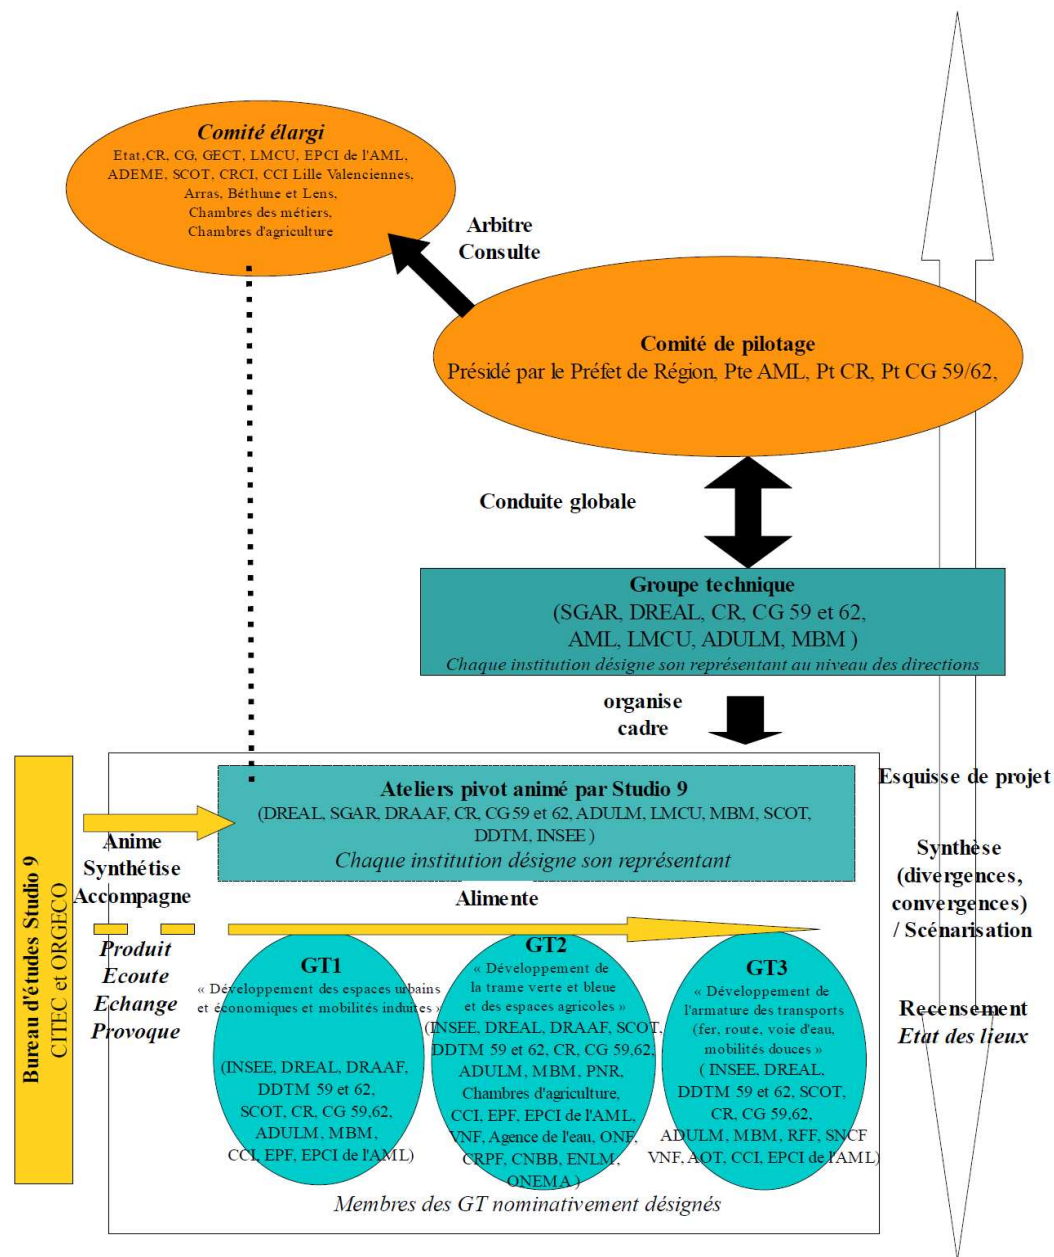 Comité élargi
Etat,CR, CG, GECT, LMCU, EPCI de l'AML,
ADEME, SCOT, CRCI, CCI Lille Valenciennes,
Arras, Béthune et Lens,
Chambres des métiers,
Chambres d'agriculture
Arbitre
Consulte
Comité de pilotage
Présidé par le Préfet de Région, Pte AML, Pt CR, Pt CG 59/62,
Conduite globale
Groupe technique
(SGAR, DREAL, CR, CG 59 et 62,
AML, LMCU, ADULM, MBM )
Chaque institution désigne son représentant au niveau des directions
organise
cadre
Bureau d'études Studio 9
CITEC et ORGECO
Ateliers pivot animé par Studio 9
(DREAL, SGAR, DRAAF, CR, CG 59 et 62, ADULM, LMCU, MBM, SCOT,
DDTM, INSEE )
Chaque institution désigne son représentant
Anime
Synthétise
Accompagne
Alimente
Produit
Ecoute
Echange
Provoque
GT1
« Développement des espaces urbains
et économiques et mobilités induites »
(INSEE, DREAL, DRAAF,
DDTM 59 et 62,
SCOT, CR, CG 59,62,
ADULM, MBM,
CCI, EPF, EPCI de l'AML)
GT2
« Développement de
la trame verte et bleue
et des espaces agricoles »
(INSEE, DREAL, DRAAF, SCOT,
DDTM 59 et 62, CR, CG 59,62,
ADULM, MBM, PNR,
Chambres d'agriculture,
CCI, EPF, EPCI de l'AML,
VNF, Agence de l'eau, ONF,
CRPF, CNBB, ENLM,
ONEMA )
GT3
« Développement de
l'armature des transports
(fer, route, voie d'eau,
mobilités douces »
( INSEE, DREAL,
DDTM 59 et 62, SCOT,
CR, CG 59,62,
ADULM, MBM, RFF, SNCF
VNF, AOT, CCI, EPCI de l'AML)
Membres des GT nominativement désignés
Esquisse de projet
Synthèse
(divergences,
convergences)
/ Scénarisation
Recensement
Etat des lieux